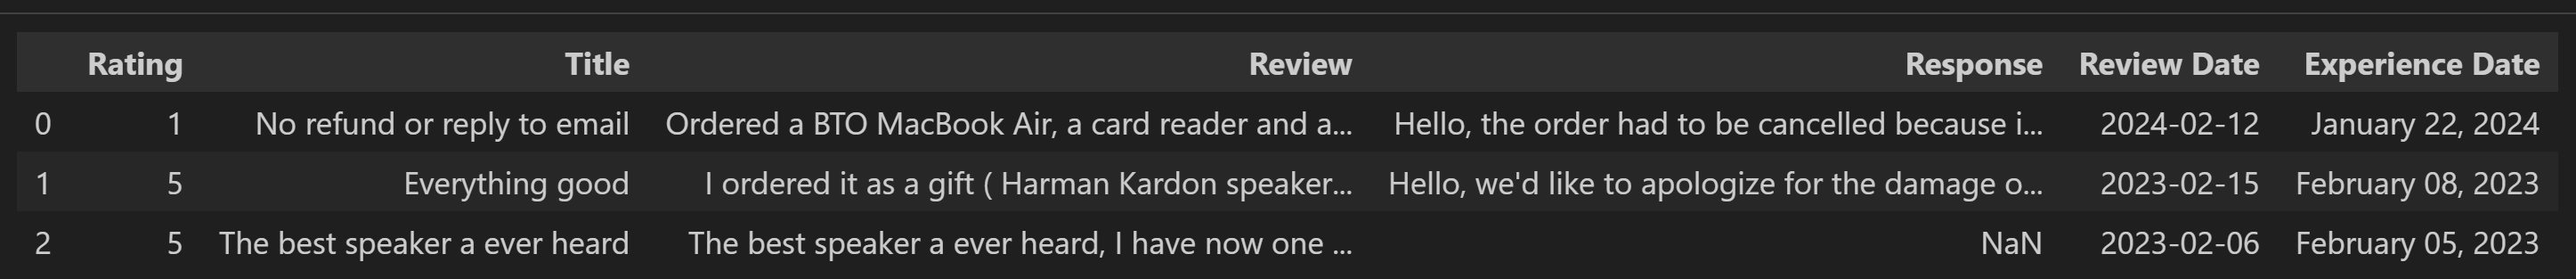 Rating Title Review Response Review Date Experience Date
0 1 No refund or reply to email Ordered a BTO MacBook Air, a card reader and a... Hello, the order had to be cancelled because i... 2024-02-12 January 22, 2024
1 5 Everything good I ordered it as a gift ( Harman Kardon speaker... Hello, we'd like to apologize for the damage o... 2023-02-15 February 08, 2023
2 5 The best speaker a ever heard The best speaker a ever heard, I have now one ... NaN 2023-02-06 February 05, 2023